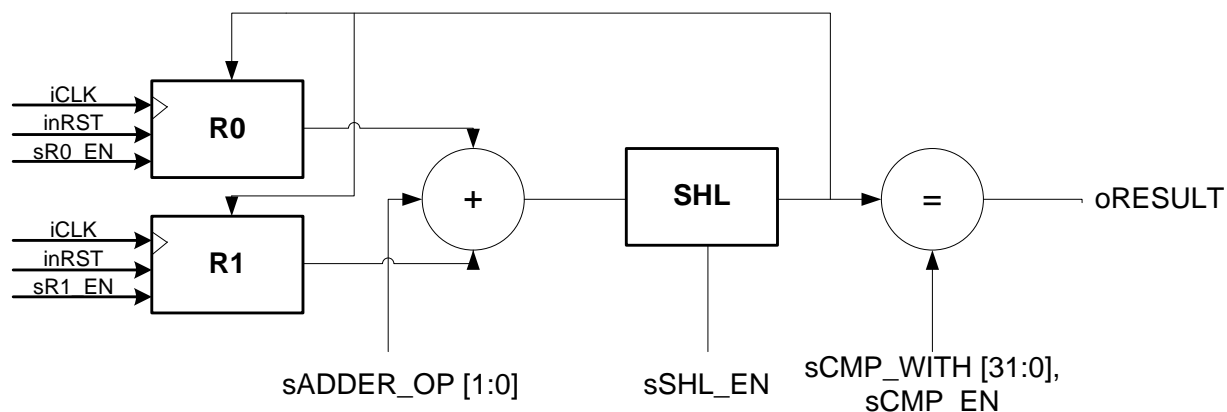 iCLK
inRST
sR0_EN
R0
iCLK
inRST
sR1_EN
R1
+
SHL
=
oRESULT
sADDER_OP [1:0]
sSHL_EN
sCMP_WITH [31:0],
sCMP_EN